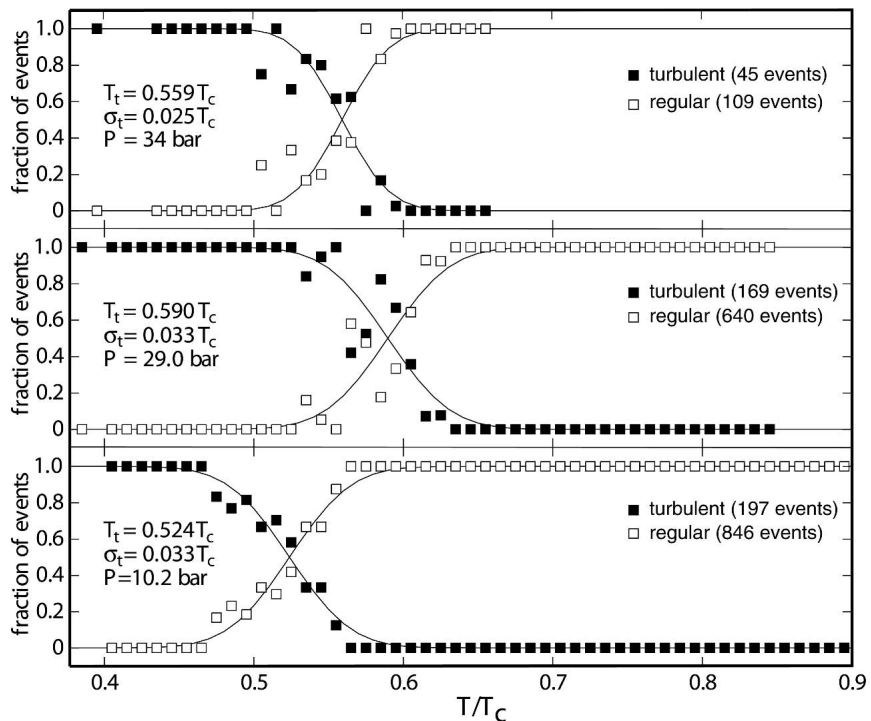 fraction of events
1.0
0.8
0.6
0.4
0.2
0
T_t = 0.559 T_c
σ_t = 0.025 T_c
P = 34 bar
turbulent (45 events)
regular (109 events)
fraction of events
1.0
0.8
0.6
0.4
0.2
0
T_t = 0.590 T_c
σ_t = 0.033 T_c
P = 29.0 bar
turbulent (169 events)
regular (640 events)
fraction of events
1.0
0.8
0.6
0.4
0.2
0
T_t = 0.524 T_c
σ_t = 0.033 T_c
P=10.2 bar
turbulent (197 events)
regular (846 events)
0.4 0.5 0.6 0.7 0.8 0.9
T/T_C